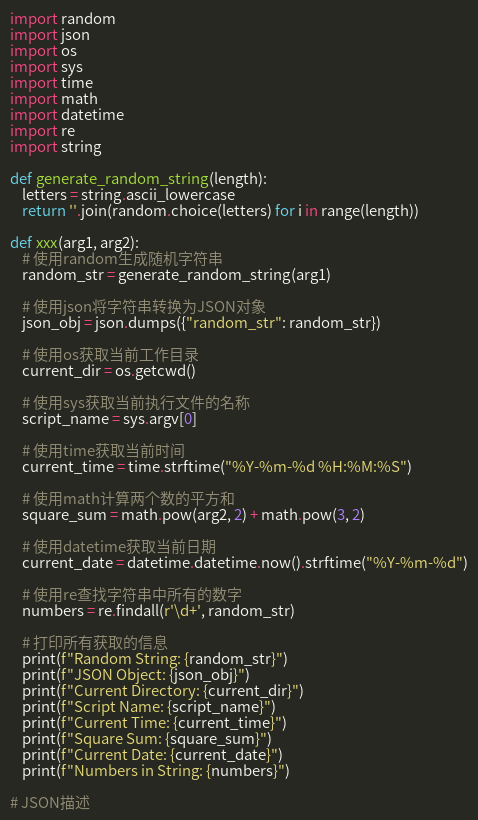 import random
import json
import os
import sys
import time
import math
import datetime
import re
import string

def generate_random_string(length):
    letters = string.ascii_lowercase
    return ''.join(random.choice(letters) for i in range(length))

def xxx(arg1, arg2):
    # 使用random生成随机字符串
    random_str = generate_random_string(arg1)

    # 使用json将字符串转换为JSON对象
    json_obj = json.dumps({"random_str": random_str})

    # 使用os获取当前工作目录
    current_dir = os.getcwd()

    # 使用sys获取当前执行文件的名称
    script_name = sys.argv[0]

    # 使用time获取当前时间
    current_time = time.strftime("%Y-%m-%d %H:%M:%S")

    # 使用math计算两个数的平方和
    square_sum = math.pow(arg2, 2) + math.pow(3, 2)

    # 使用datetime获取当前日期
    current_date = datetime.datetime.now().strftime("%Y-%m-%d")

    # 使用re查找字符串中所有的数字
    numbers = re.findall(r'\d+', random_str)

    # 打印所有获取的信息
    print(f"Random String: {random_str}")
    print(f"JSON Object: {json_obj}")
    print(f"Current Directory: {current_dir}")
    print(f"Script Name: {script_name}")
    print(f"Current Time: {current_time}")
    print(f"Square Sum: {square_sum}")
    print(f"Current Date: {current_date}")
    print(f"Numbers in String: {numbers}")

# JSON描述